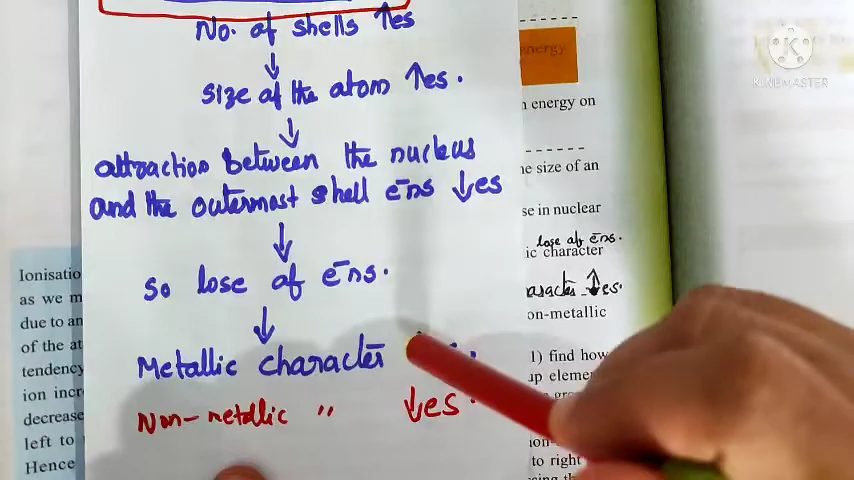 No. of shells ↑es
↓
size of the atom ↑es.
↓
attraction between the nucleus
and the outermost shell e̅ns ↓es
↓
so lose of e̅ns.
↓
Metallic character
Non-metallic " ↓es.
energy
energy on
size of an
se in nuclear
lose of e̅ns.
ic character
↑es.
on-metallic
1) find how
up elemen
to right
Ionisatio
as we m
due to an
of the at
tendency
ion incr
decrease
left to
Hence
KINEMASTER